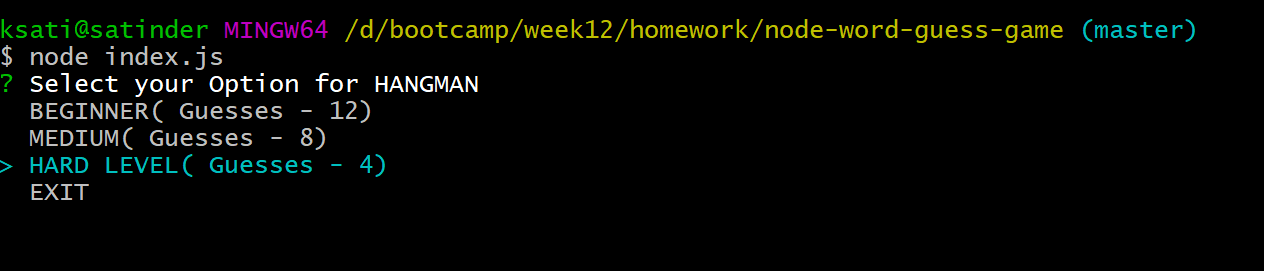 ksati@satinder MINGW64 /d/bootcamp/week12/homework/node-word-guess-game (master)
$ node index.js
? Select your Option for HANGMAN
BEGINNER( Guesses - 12)
MEDIUM( Guesses - 8)
> HARD LEVEL( Guesses - 4)
EXIT